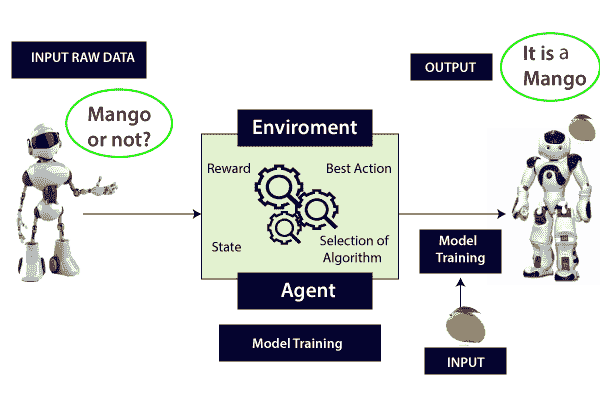 INPUT RAW DATA
Mango
or not?
Enviroment
Reward
Best Action
State
Selection of
Algorithm
Agent
Model Training
OUTPUT
It is a
Mango
Model
Training
INPUT